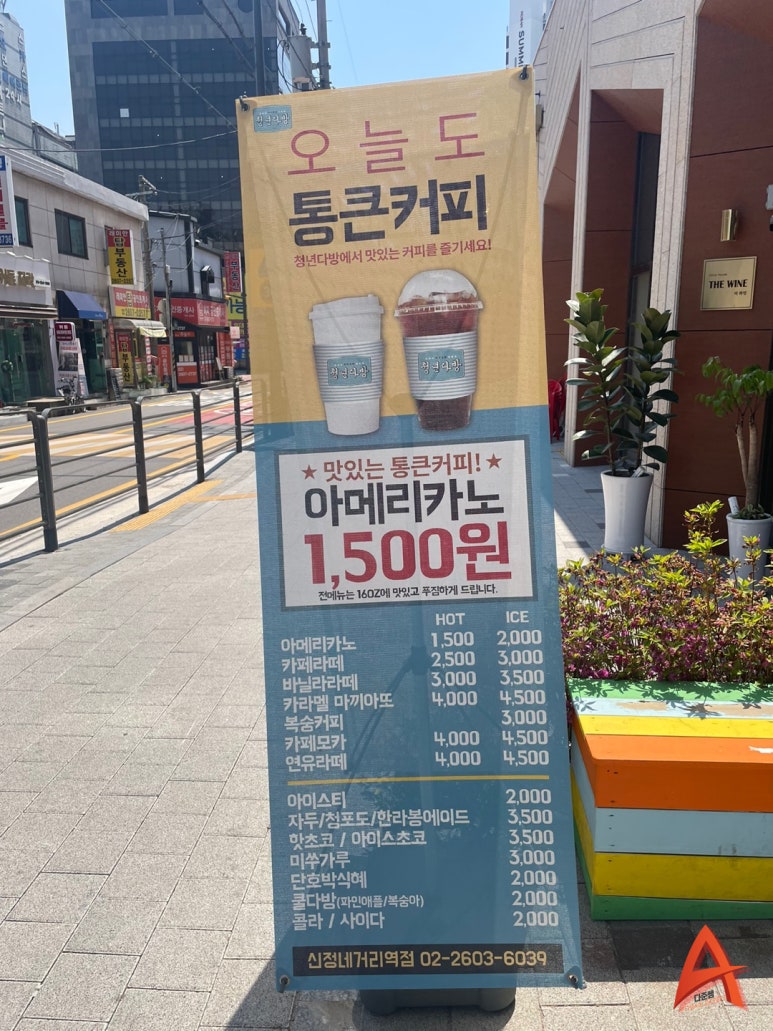 청년다방
오늘도
통큰커피
청년다방에서 맛있는 커피를 즐기세요!
청년다방
청년다방
★ 맛있는 통큰커피! ★
아메리카노
1,500원
전메뉴는 16OZ에 맛있고 푸짐하게 드립니다.
HOT ICE
아메리카노 1,500 2,000
카페라떼 2,500 3,000
바닐라라떼 3,000 3,500
카라멜 마끼아또 4,000 4,500
복숭커피 3,000
카페모카 4,000 4,500
연유라떼 4,000 4,500
아이스티 2,000
자두/청포도/한라봉에이드 3,500
핫초코 / 아이스초코 3,500
미쑤가루 3,000
단호박식혜 2,000
쿨다방(파인애플/복숭아) 2,000
콜라 / 사이다 2,000
신정네거리역점 02-2603-6039
THE WINE
SUMMI
부동산
다준쌤